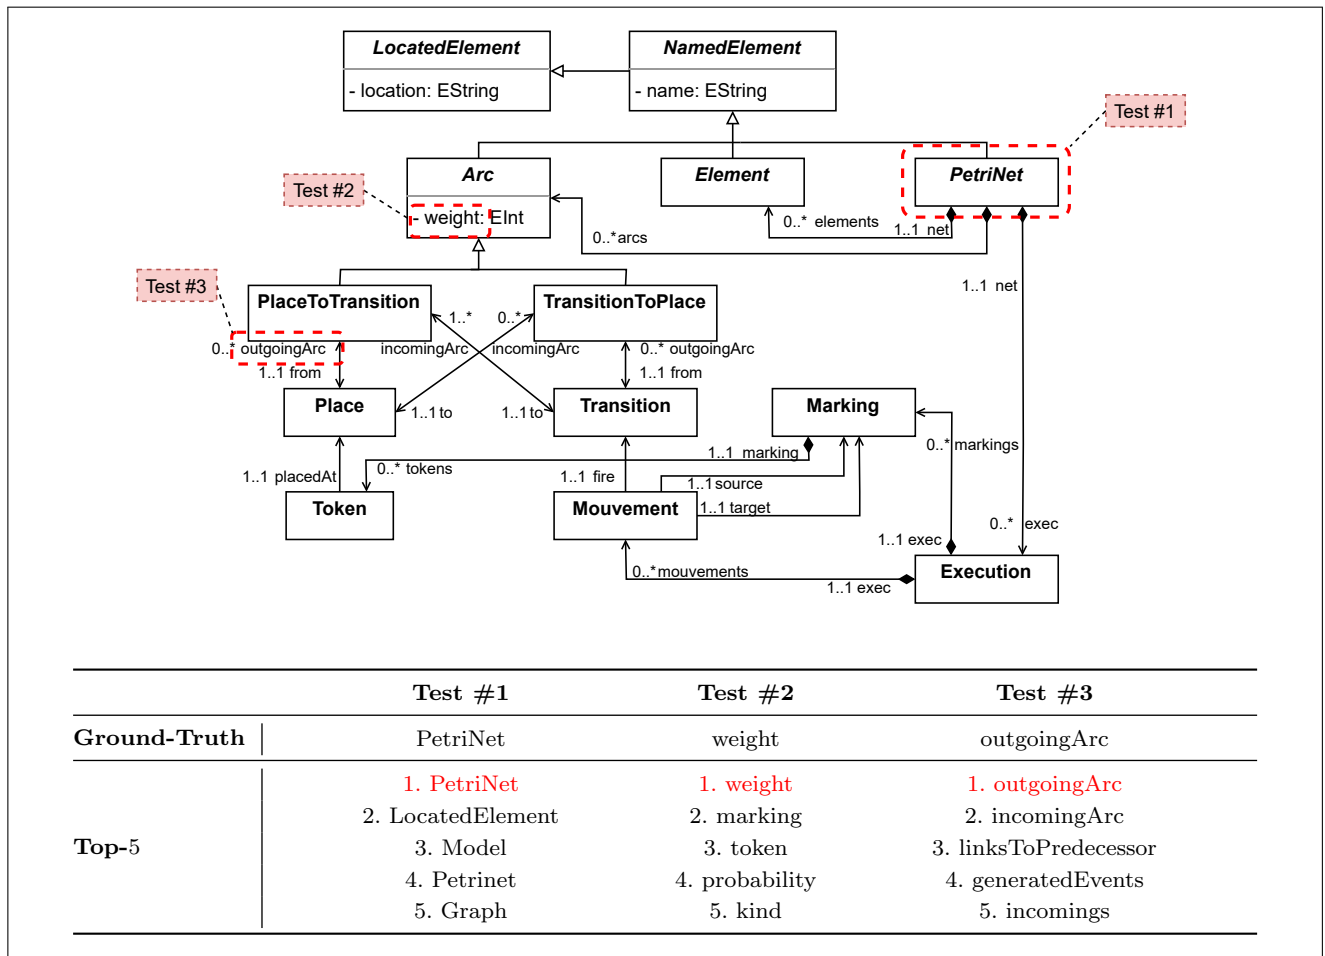 LocatedElement
- location: EString
NamedElement
- name: EString
Test #1
Arc
- weight: EInt
Element
PetriNet
Test #2
0..* elements
1..1 net
0..* arcs
Test #3
1..1 net
PlaceToTransition
TransitionToPlace
1..*
0..*
0..* outgoingArc
incomingArc
incomingArc
0..* outgoingArc
1..1 from
1..1 from
Place
Transition
Marking
1..1 to
1..1 to
0..* markings
1..1 marking
0..* tokens
1..1 placedAt
1..1 fire
1..1 source
Token
Mouvement
1..1 target
0..* exec
1..1 exec
0..* mouvements
1..1 exec
Execution
Test #1 Test #2 Test #3
Ground-Truth PetriNet weight outgoingArc
1. PetriNet 1. weight 1. outgoingArc
2. LocatedElement 2. marking 2. incomingArc
Top-5 3. Model 3. token 3. linksToPredecessor
4. Petrinet 4. probability 4. generatedEvents
5. Graph 5. kind 5. incomings